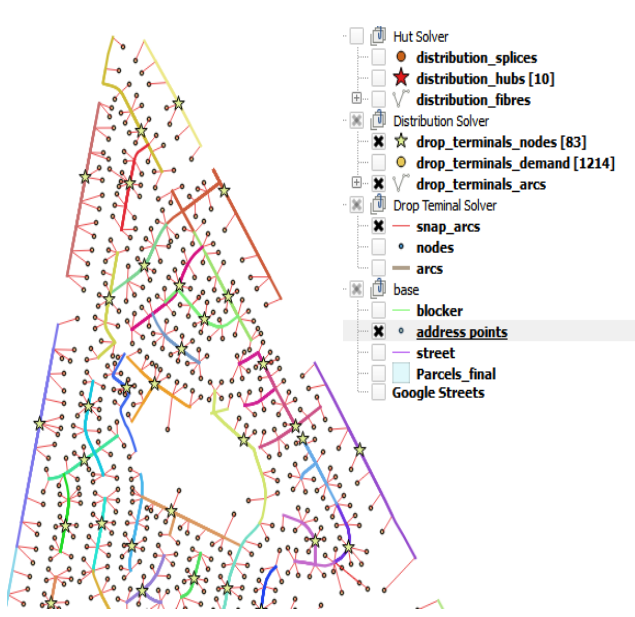 Hut Solver
distribution_splices
distribution_hubs [10]
distribution_fibres
Distribution Solver
drop_terminals_nodes [83]
drop_terminals_demand [1214]
drop_terminals_arcs
Drop Teminal Solver
snap_arcs
nodes
arcs
base
blocker
address points
street
Parcels_final
Google Streets